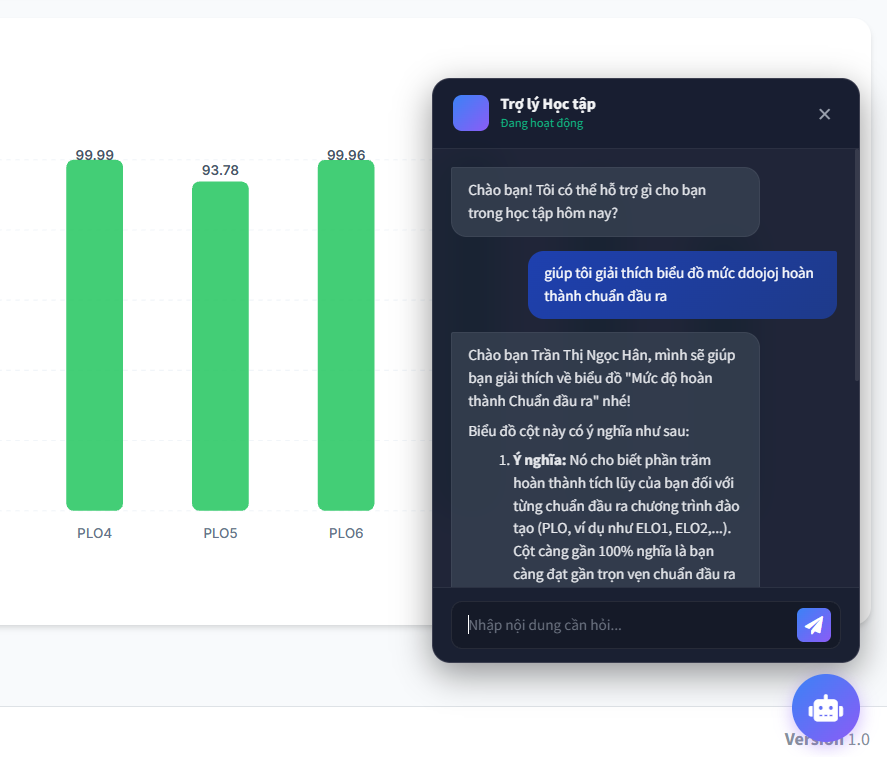 99.99
93.78
99.96
PLO4
PLO5
PLO6
Trợ lý Học tập
Đang hoạt động
Chào bạn! Tôi có thể hỗ trợ gì cho bạn
trong học tập hôm nay?
giúp tôi giải thích biểu đồ mức ddojoj hoàn
thành chuẩn đầu ra
Chào bạn Trần Thị Ngọc Hân, mình sẽ giúp
bạn giải thích về biểu đồ "Mức độ hoàn
thành Chuẩn đầu ra" nhé!
Biểu đồ cột này có ý nghĩa như sau:
1. Ý nghĩa: Nó cho biết phần trăm
hoàn thành tích lũy của bạn đối với
từng chuẩn đầu ra chương trình đào
tạo (PLO, ví dụ như ELO1, ELO2,...).
Cột càng gần 100% nghĩa là bạn
càng đạt gần trọn vẹn chuẩn đầu ra
Nhập nội dung cần hỏi...
Version 1.0